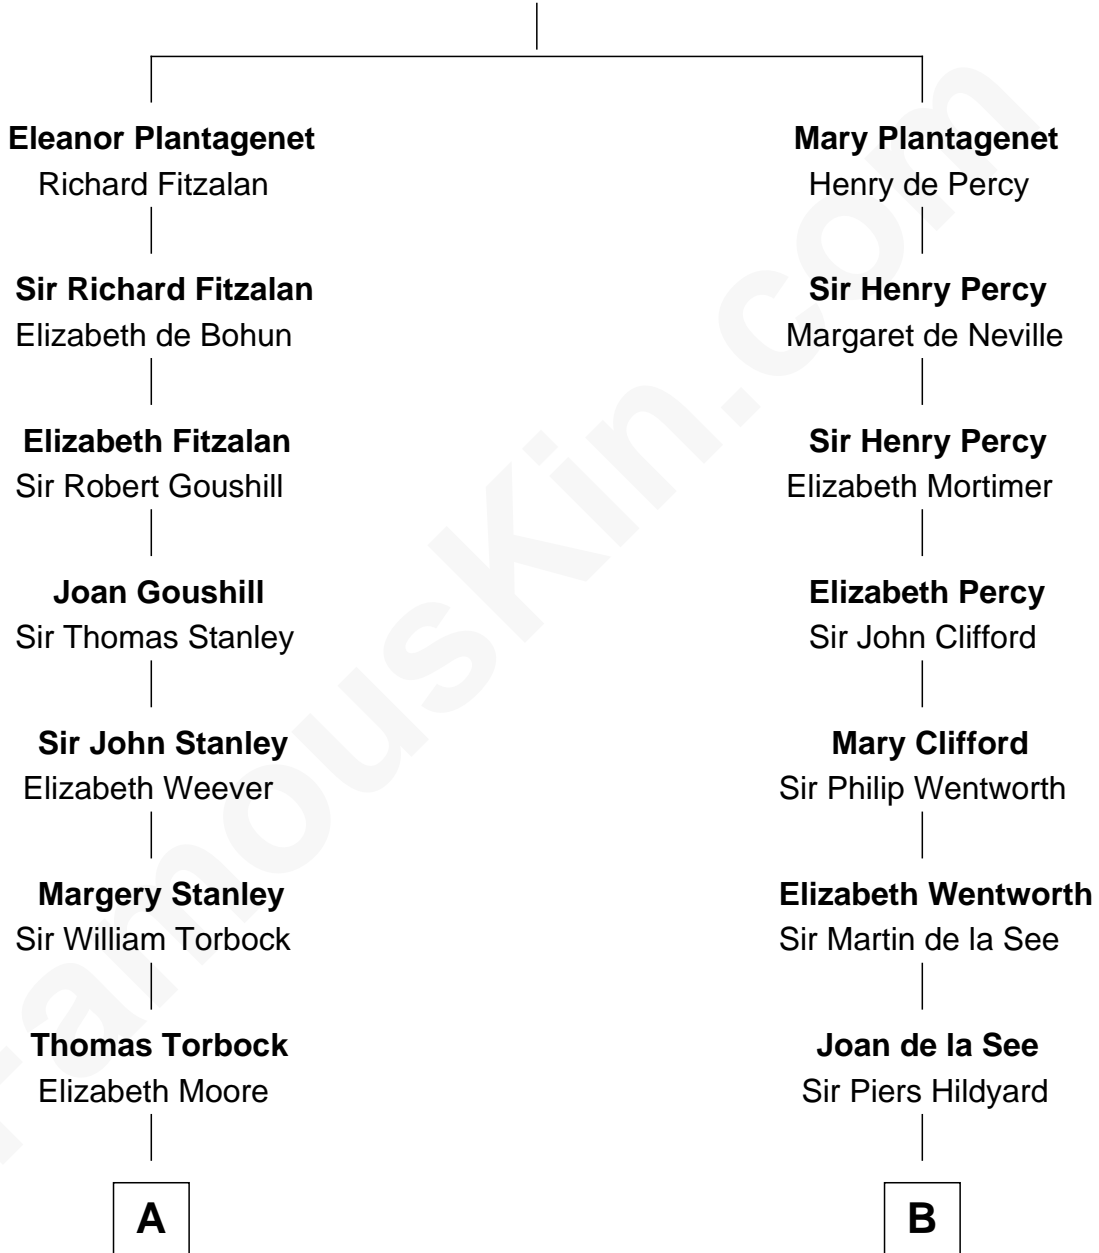 Eleanor Plantagenet
Richard Fitzalan
Sir Richard Fitzalan
Elizabeth de Bohun
Elizabeth Fitzalan
Sir Robert Goushill
Joan Goushill
Sir Thomas Stanley
Sir John Stanley
Elizabeth Weever
Margery Stanley
Sir William Torbock
Thomas Torbock
Elizabeth Moore
A
Mary Plantagenet
Henry de Percy
Sir Henry Percy
Margaret de Neville
Sir Henry Percy
Elizabeth Mortimer
Elizabeth Percy
Sir John Clifford
Mary Clifford
Sir Philip Wentworth
Elizabeth Wentworth
Sir Martin de la See
Joan de la See
Sir Piers Hildyard
B
FamousKin.com